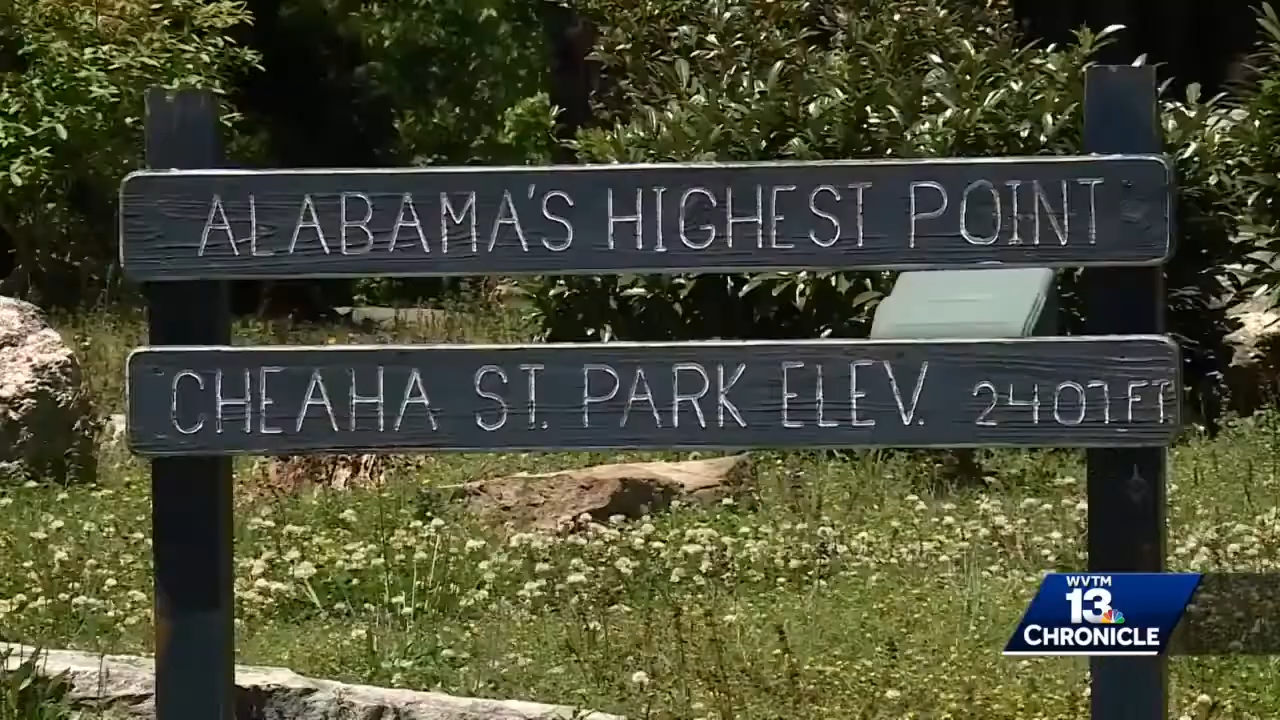 ALABAMA'S HIGHEST POINT
CHEAHA ST. PARK ELEV. 2407 FT
WVTM
13
CHRONICLE